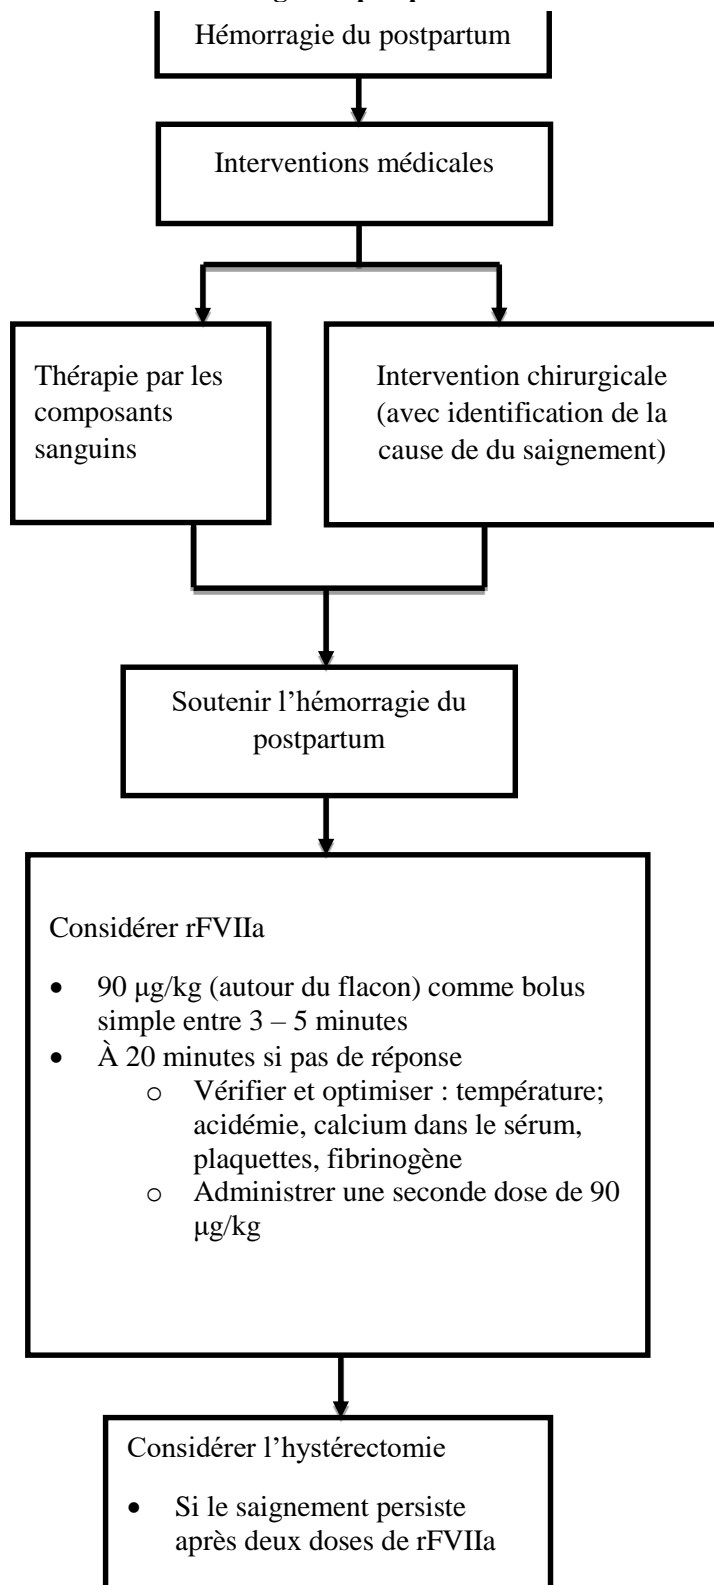 Hémorragie du postpartum
Interventions médicales
Thérapie par les
composants
sanguins
Intervention chirurgicale
(avec identification de la
cause de du saignement)
Soutenir l’hémorragie du
postpartum
Considérer rFVIIa
• 90 μg/kg (autour du flacon) comme bolus
simple entre 3 – 5 minutes
• À 20 minutes si pas de réponse
o Vérifier et optimiser : température;
acidémie, calcium dans le sérum,
plaquettes, fibrinogène
o Administrer une seconde dose de 90
μg/kg
Considérer l’hystérectomie
• Si le saignement persiste
après deux doses de rFVIIa